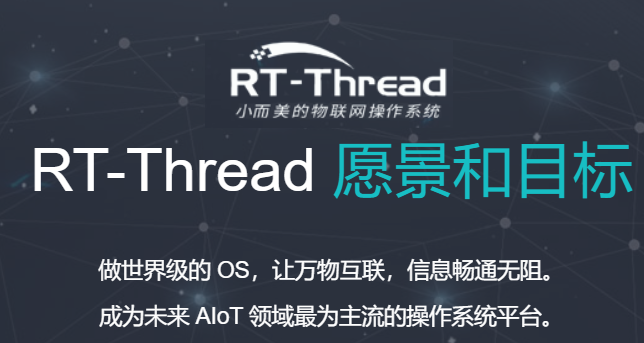 RT-Thread
小而美的物联网操作系统
RT-Thread 愿景和目标
做世界级的 OS，让万物互联，信息畅通无阻。
成为未来 AIoT 领域最为主流的操作系统平台。